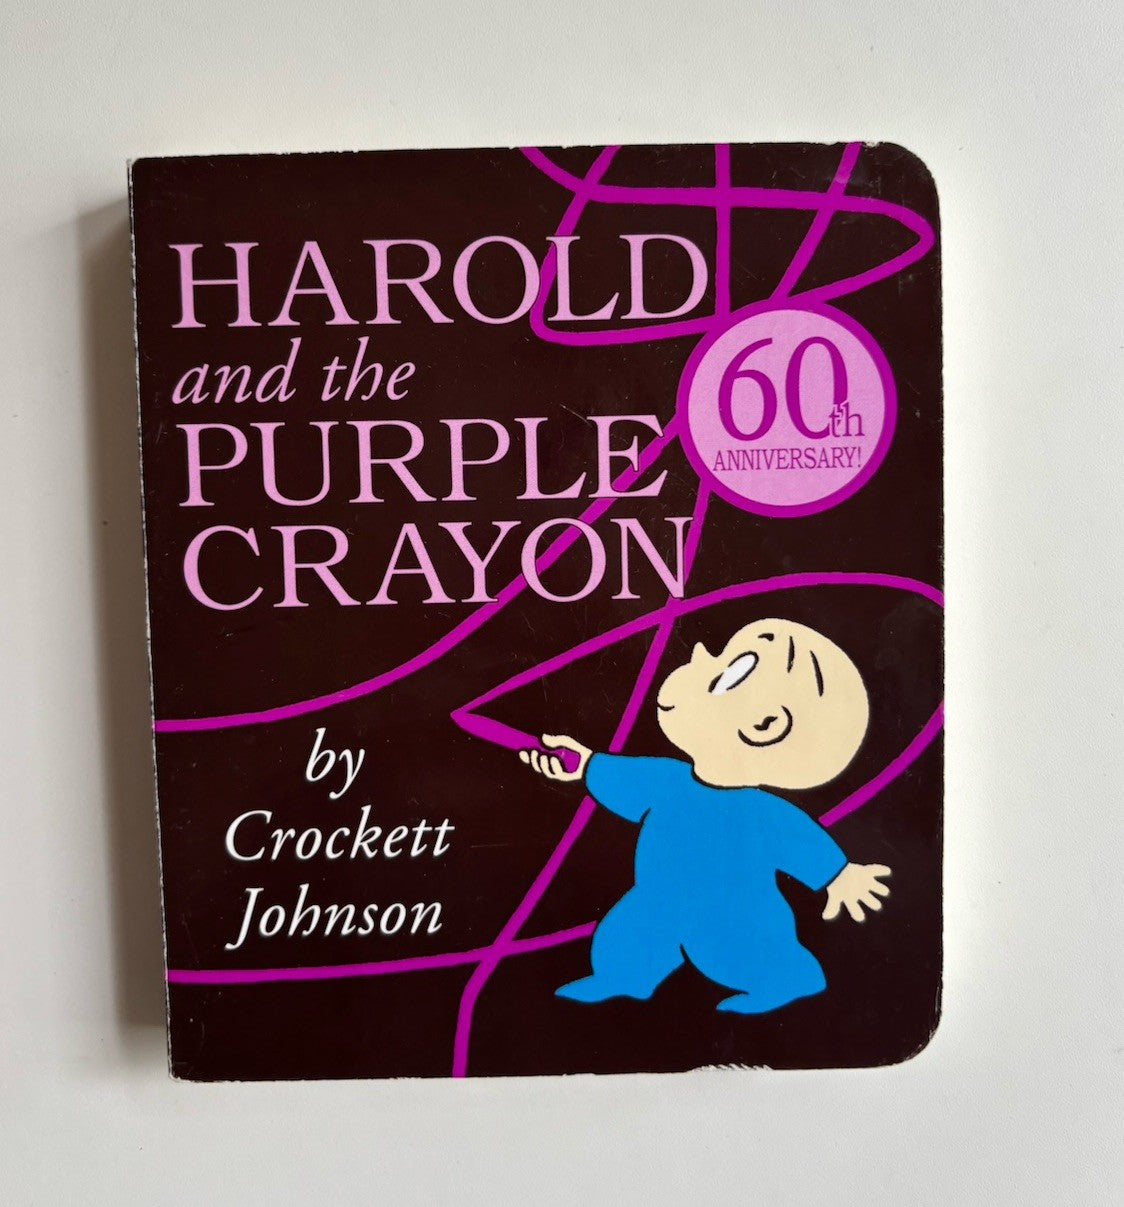 HAROLD
and the
PURPLE
CRAYON
60th
ANNIVERSARY!
by
Crockett
Johnson